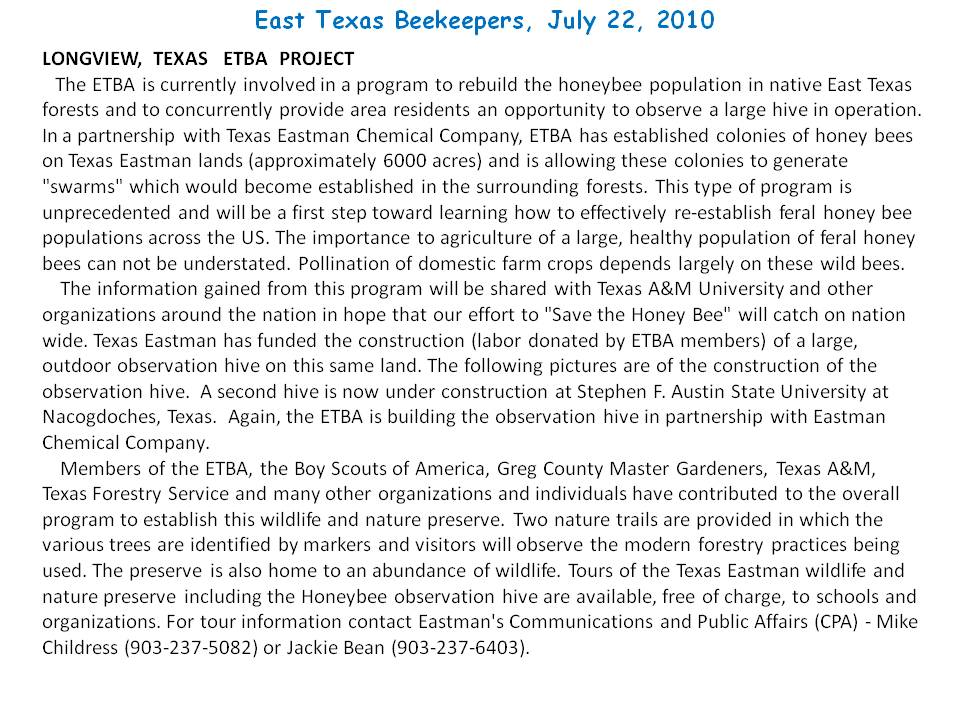 East Texas Beekeepers, July 22, 2010
LONGVIEW, TEXAS ETBA PROJECT
The ETBA is currently involved in a program to rebuild the honeybee population in native East Texas
forests and to concurrently provide area residents an opportunity to observe a large hive in operation.
In a partnership with Texas Eastman Chemical Company, ETBA has established colonies of honey bees
on Texas Eastman lands (approximately 6000 acres) and is allowing these colonies to generate
"swarms" which would become established in the surrounding forests. This type of program is
unprecedented and will be a first step toward learning how to effectively re-establish feral honey bee
populations across the US. The importance to agriculture of a large, healthy population of feral honey
bees can not be understated. Pollination of domestic farm crops depends largely on these wild bees.
The information gained from this program will be shared with Texas A&M University and other
organizations around the nation in hope that our effort to "Save the Honey Bee" will catch on nation
wide. Texas Eastman has funded the construction (labor donated by ETBA members) of a large,
outdoor observation hive on this same land. The following pictures are of the construction of the
observation hive. A second hive is now under construction at Stephen F. Austin State University at
Nacogdoches, Texas. Again, the ETBA is building the observation hive in partnership with Eastman
Chemical Company.
Members of the ETBA, the Boy Scouts of America, Greg County Master Gardeners, Texas A&M,
Texas Forestry Service and many other organizations and individuals have contributed to the overall
program to establish this wildlife and nature preserve. Two nature trails are provided in which the
various trees are identified by markers and visitors will observe the modern forestry practices being
used. The preserve is also home to an abundance of wildlife. Tours of the Texas Eastman wildlife and
nature preserve including the Honeybee observation hive are available, free of charge, to schools and
organizations. For tour information contact Eastman's Communications and Public Affairs (CPA) - Mike
Childress (903-237-5082) or Jackie Bean (903-237-6403).